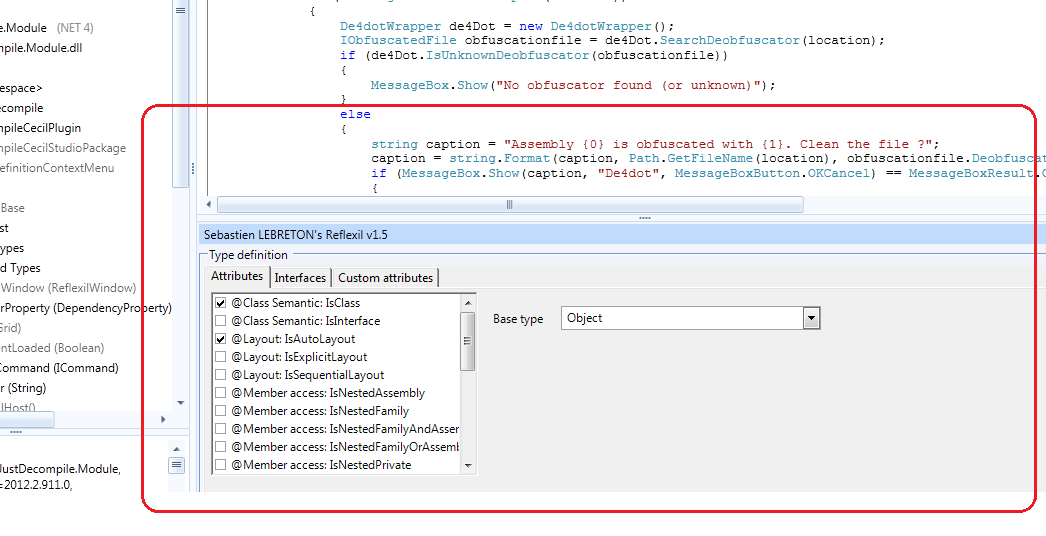 e.Module (NET 4)
mpile.Module.dll
espace>
ecompile
mpileCecilPlugin
mpileCecilStudioPackage
efinitionContextMenu
Base
st
ypes
d Types
Window (ReflexilWindow)
rProperty (DependencyProperty)
Grid)
ntLoaded (Boolean)
Command (ICommand)
r (String)
lHost()
JustDecompile.Module,
=2012.2.911.0,
{
De4dotWrapper de4Dot = new De4dotWrapper();
IObfuscatedFile obfuscationfile = de4Dot.SearchDeobfuscator(location);
if (de4Dot.IsUnknownDeobfuscator(obfuscationfile))
{
MessageBox.Show("No obfuscator found (or unknown)");
}
else
{
string caption = "Assembly {0} is obfuscated with {1}. Clean the file ?";
caption = string.Format(caption, Path.GetFileName(location), obfuscationfile.Deobfusca
if (MessageBox.Show(caption, "De4dot", MessageBoxButton.OKCancel) == MessageBoxResult.O
{
Sebastien LEBRETON's Reflexil v1.5
Type definition
Attributes Interfaces Custom attributes
@Class Semantic: IsClass
@Class Semantic: IsInterface
@Layout: IsAutoLayout
@Layout: IsExplicitLayout
@Layout: IsSequentialLayout
@Member access: IsNestedAssembly
@Member access: IsNestedFamily
@Member access: IsNestedFamilyAndAsser
@Member access: IsNestedFamilyOrAssemb
@Member access: IsNestedPrivate
Base type Object